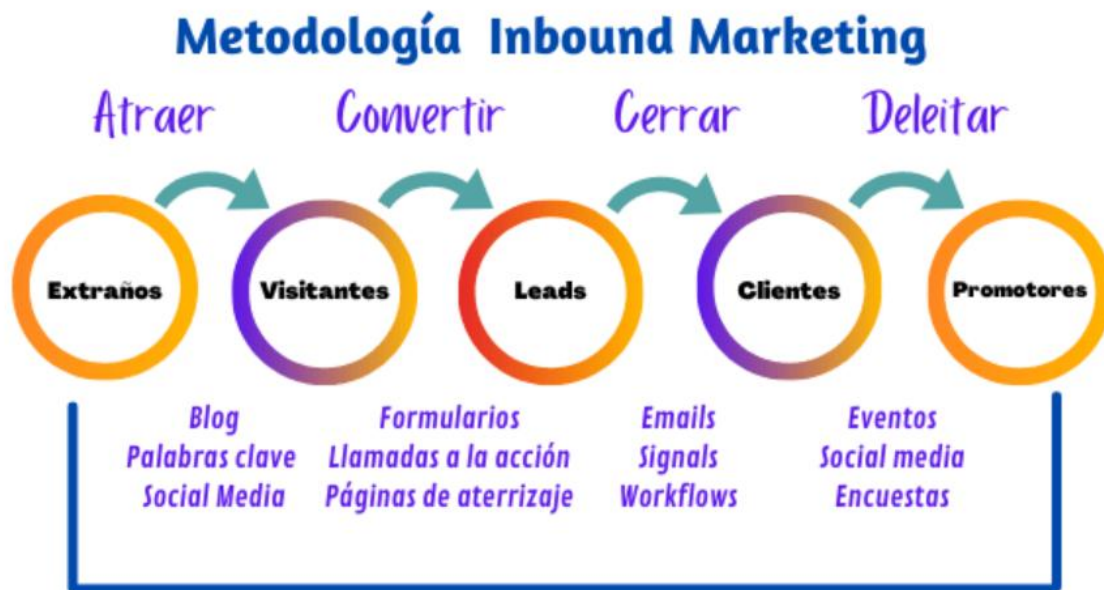 Metodología Inbound Marketing
Atraer Convertir Cerrar Deleitar
Extraños Visitantes Leads Clientes Promotores
Blog
Palabras clave
Social Media
Formularios
Llamadas a la acción
Páginas de aterrizaje
Emails
Signals
Workflows
Eventos
Social media
Encuestas